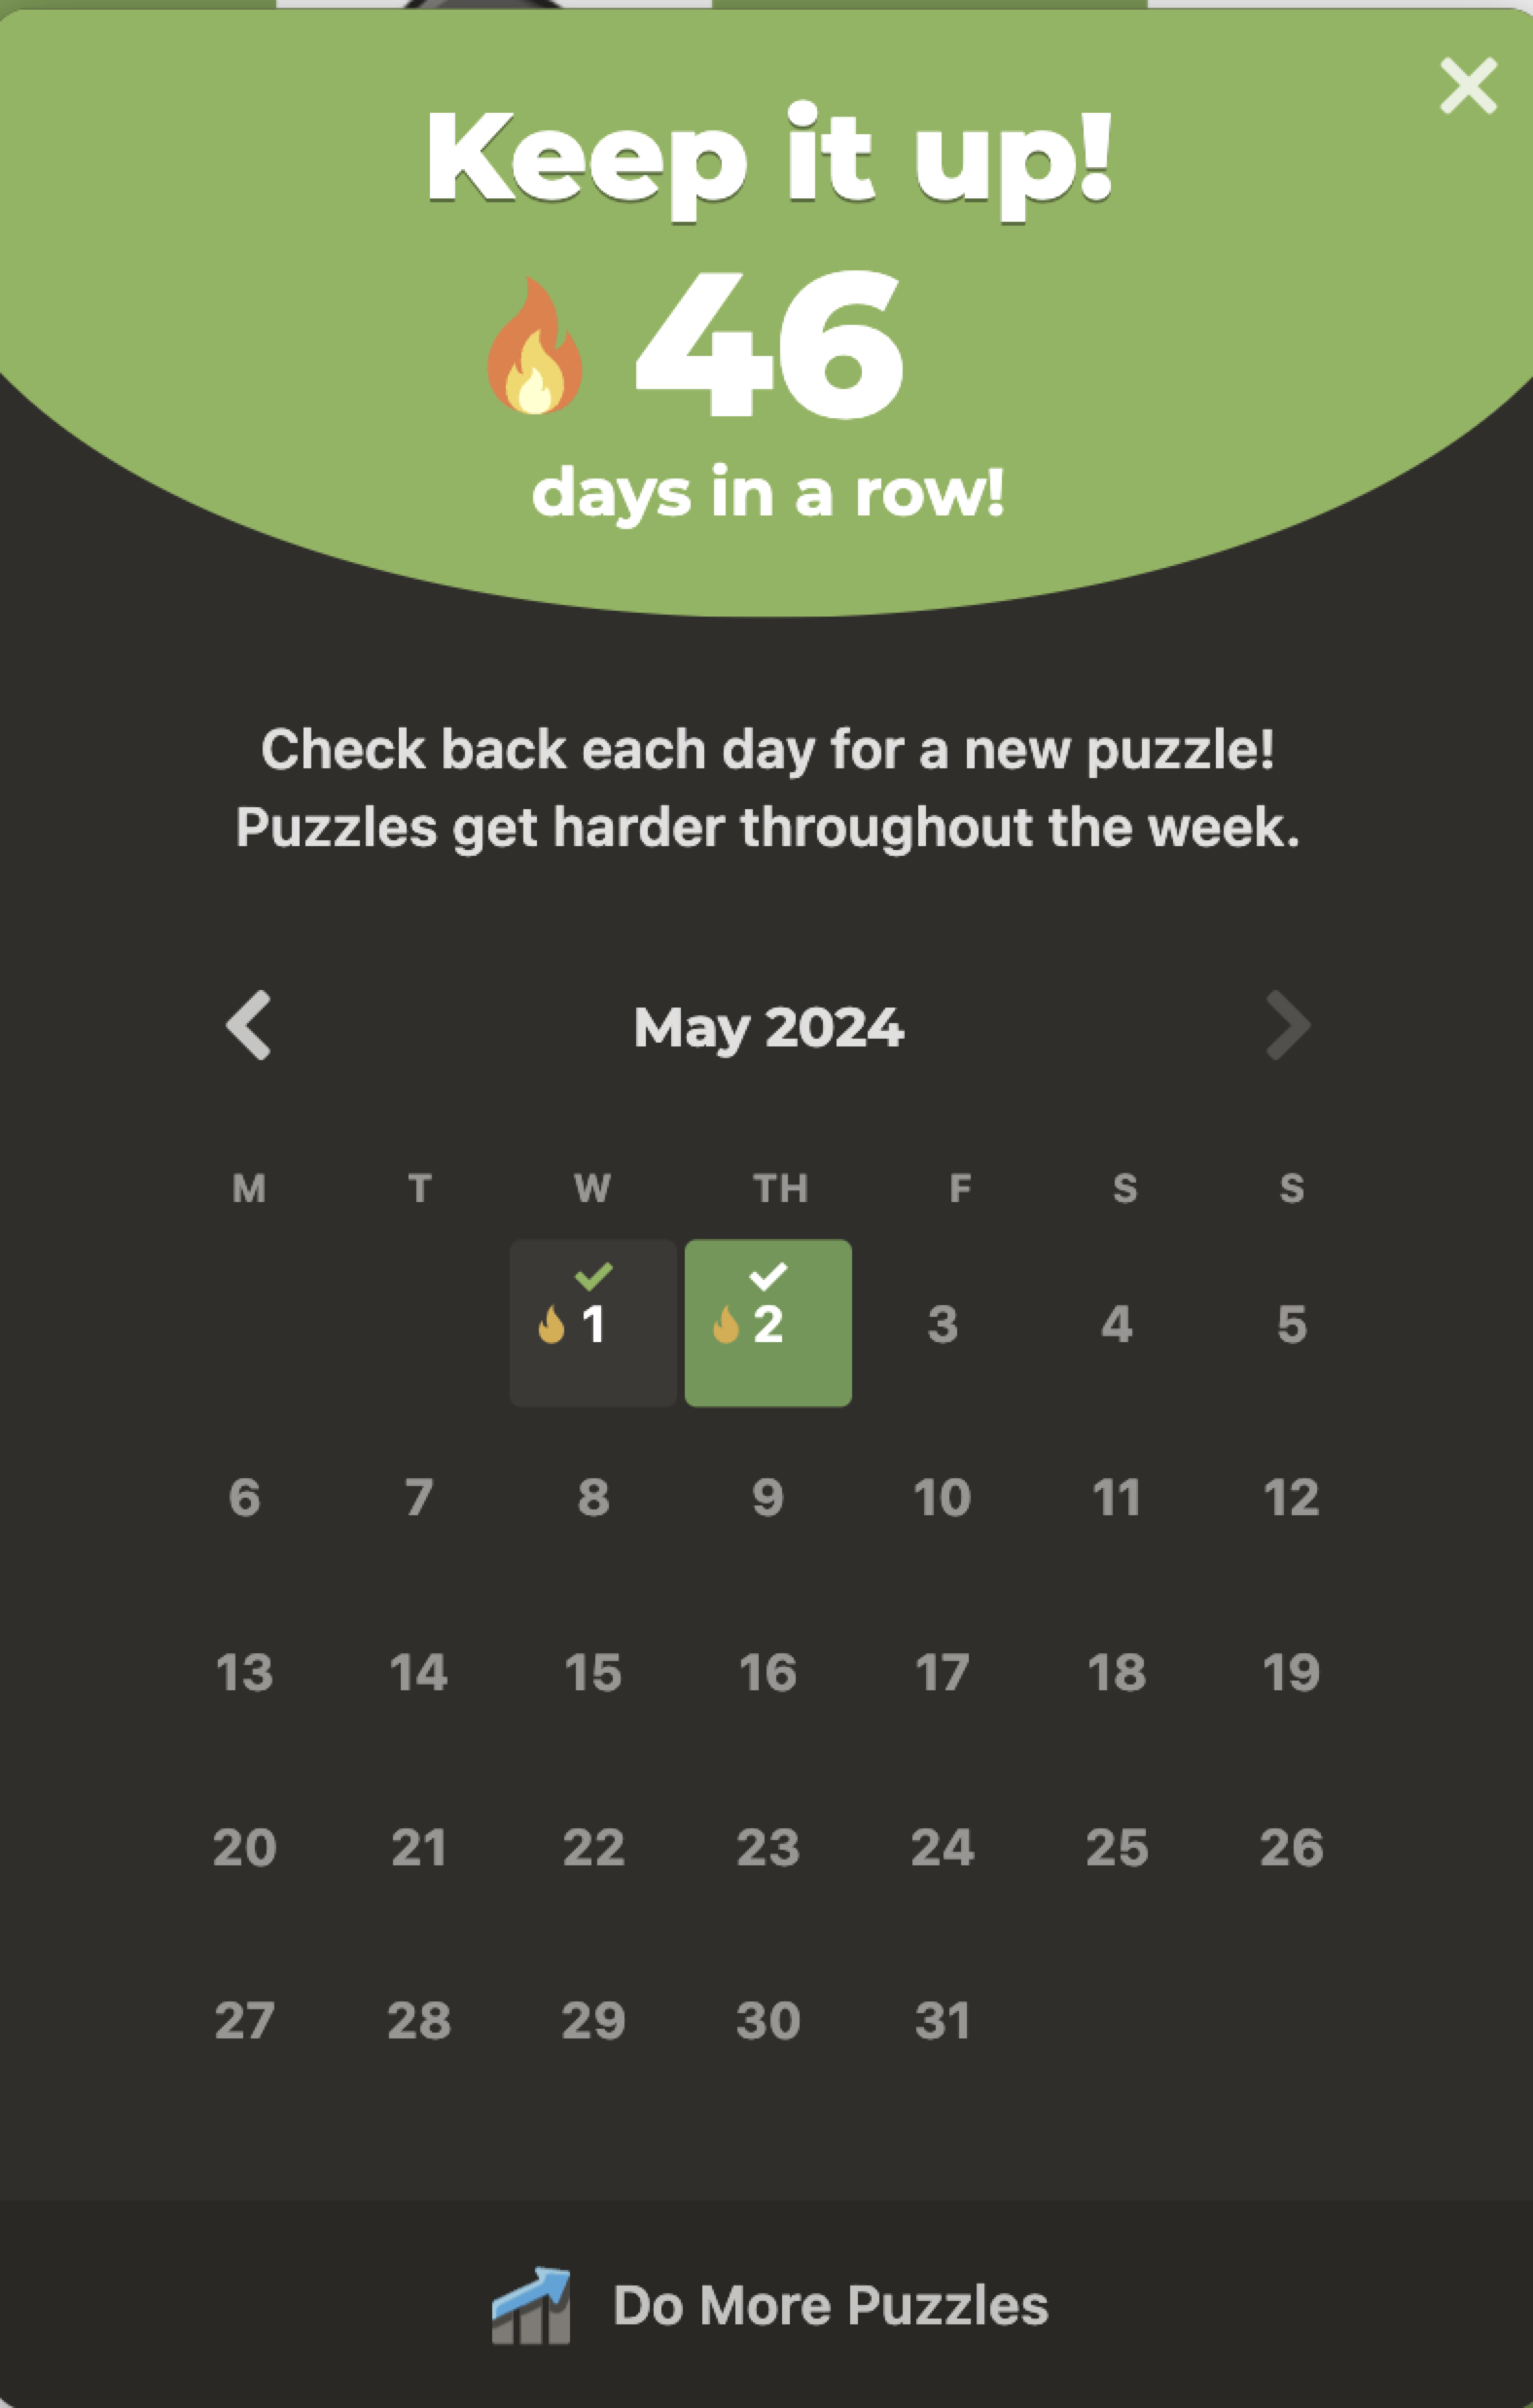 Keep it up!
46
days in a row!
Check back each day for a new puzzle!
Puzzles get harder throughout the week.
May 2024
M T W TH F S S
1 2 3 4 5
6 7 8 9 10 11 12
13 14 15 16 17 18 19
20 21 22 23 24 25 26
27 28 29 30 31
Do More Puzzles